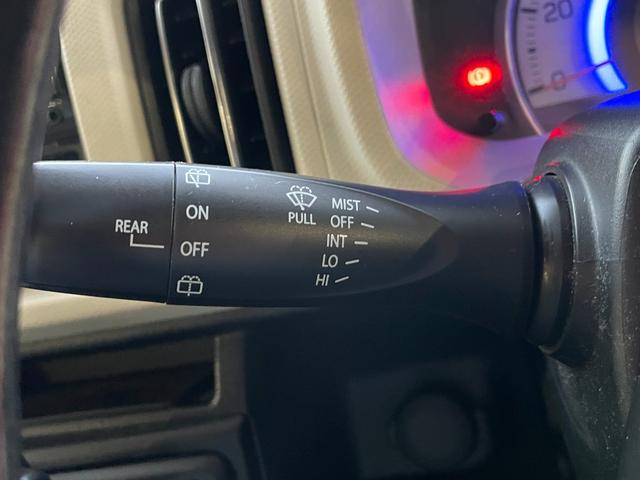 REAR
ON
OFF
PULL
MIST
OFF
INT
LO
HI
20
0